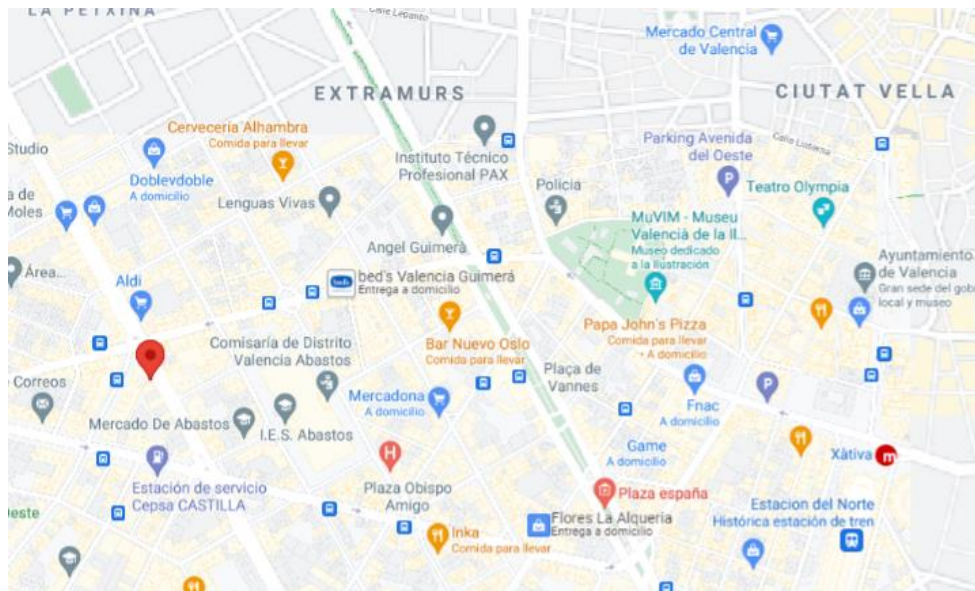 LA PETXINA
Calle Lepanto
Mercado Central
de Valencia
EXTRAMURS
CIUTAT VELLA
Cervecería Alhambra
Comida para llevar
Studio
Instituto Técnico
Profesional PAX
Parking Avenida
del Oeste
Doblevdoble
A domicilio
Lenguas Vivas
Policia
Teatro Olympia
a de
Moles
MuVIM - Museu
Valencià de la Il...
Museo dedicado
a la Ilustración
Angel Guimerà
Ayuntamiento
de Valencia
Gran sede del gob
local y museo
Área...
Aldi
bed's Valencia Guimerá
Entrega a domicilio
bed's
Bar Nuevo Oslo
Comida para llevar
Papa John's Pizza
Comida para llevar
• A domicilio
Comisaría de Distrito
Valencia Abastos
Plaça de
Vannes
Correos
Mercadona
A domicilio
Fnac
A domicilio
Mercado De Abastos
I.E.S. Abastos
Game
A domicilio
Xàtiva
m
P
P
H
Estación de servicio
Cepsa CASTILLA
Plaza Obispo
Amigo
Plaza españa
Estacion del Norte
Histórica estación de tren
Oeste
Flores La Alqueria
Entrega a domicilio
Inka
Comida para llevar